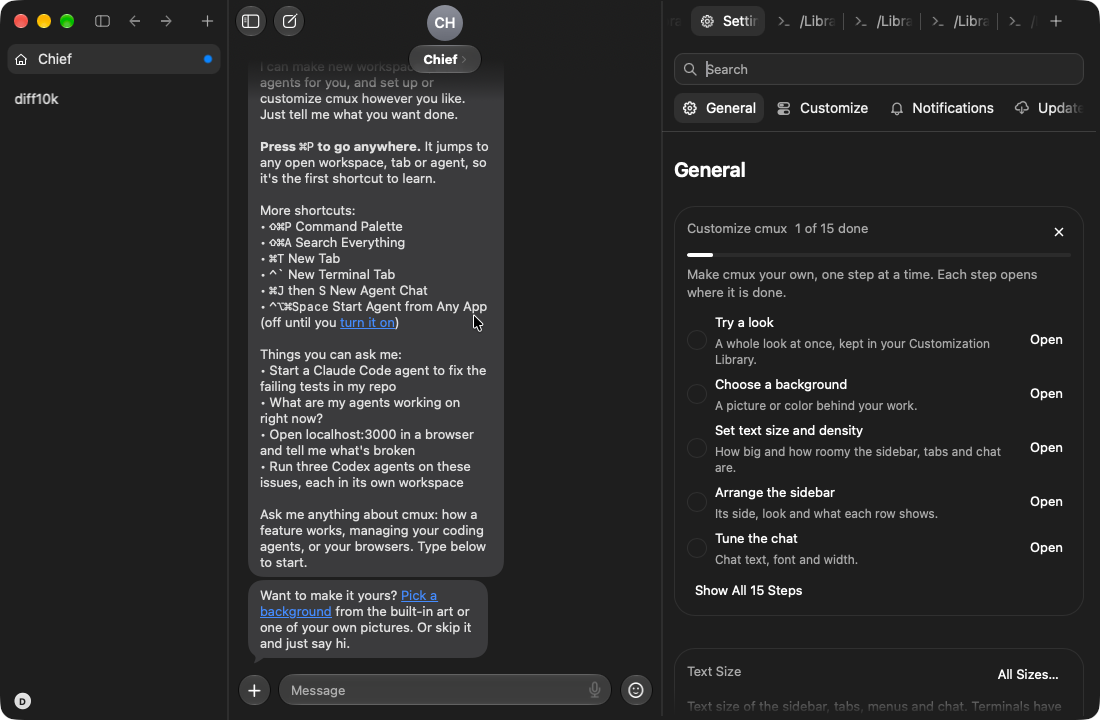 Chief
diff10k
D
CH
Chief
I can make new workspaces and
agents for you, and set up or
customize cmux however you like.
Just tell me what you want done.
Press ⌘P to go anywhere. It jumps to
any open workspace, tab or agent, so
it's the first shortcut to learn.
More shortcuts:
• ⇧⌘P Command Palette
• ⇧⌘A Search Everything
• ⌘T New Tab
• ^` New Terminal Tab
• ⌘J then S New Agent Chat
• ^⌥⌘Space Start Agent from Any App
(off until you turn it on)
Things you can ask me:
• Start a Claude Code agent to fix the
failing tests in my repo
• What are my agents working on
right now?
• Open localhost:3000 in a browser
and tell me what's broken
• Run three Codex agents on these
issues, each in its own workspace
Ask me anything about cmux: how a
feature works, managing your coding
agents, or your browsers. Type below
to start.
Want to make it yours? Pick a
background from the built-in art or
one of your own pictures. Or skip it
and just say hi.
Message
Settin /Libra /Libra /Libra /
Search
General Customize Notifications Update
General
Customize cmux 1 of 15 done
Make cmux your own, one step at a time. Each step opens
where it is done.
Try a look
A whole look at once, kept in your Customization
Library.
Open
Choose a background
A picture or color behind your work.
Open
Set text size and density
How big and how roomy the sidebar, tabs and chat
are.
Open
Arrange the sidebar
Its side, look and what each row shows.
Open
Tune the chat
Chat text, font and width.
Open
Show All 15 Steps
Text Size
All Sizes...
Text size of the sidebar, tabs, menus and chat. Terminals have